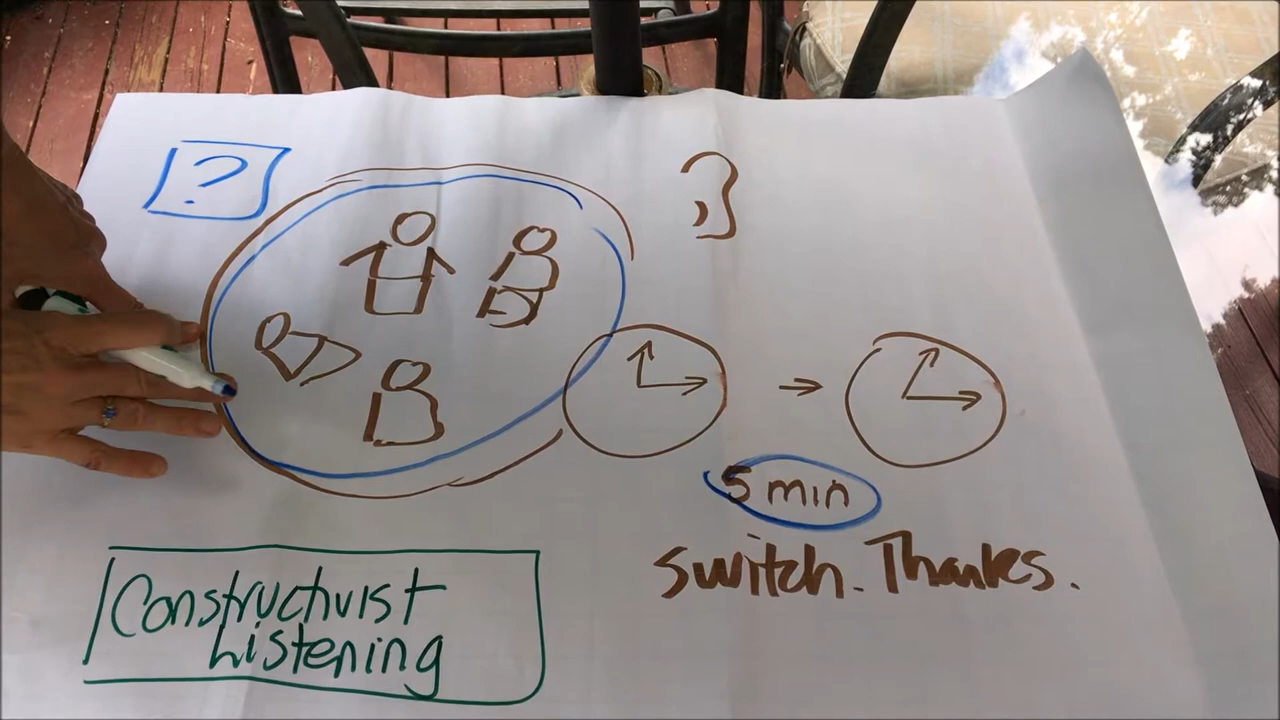 ?
5 min
switch. Thanks.
Constructivist
Listening